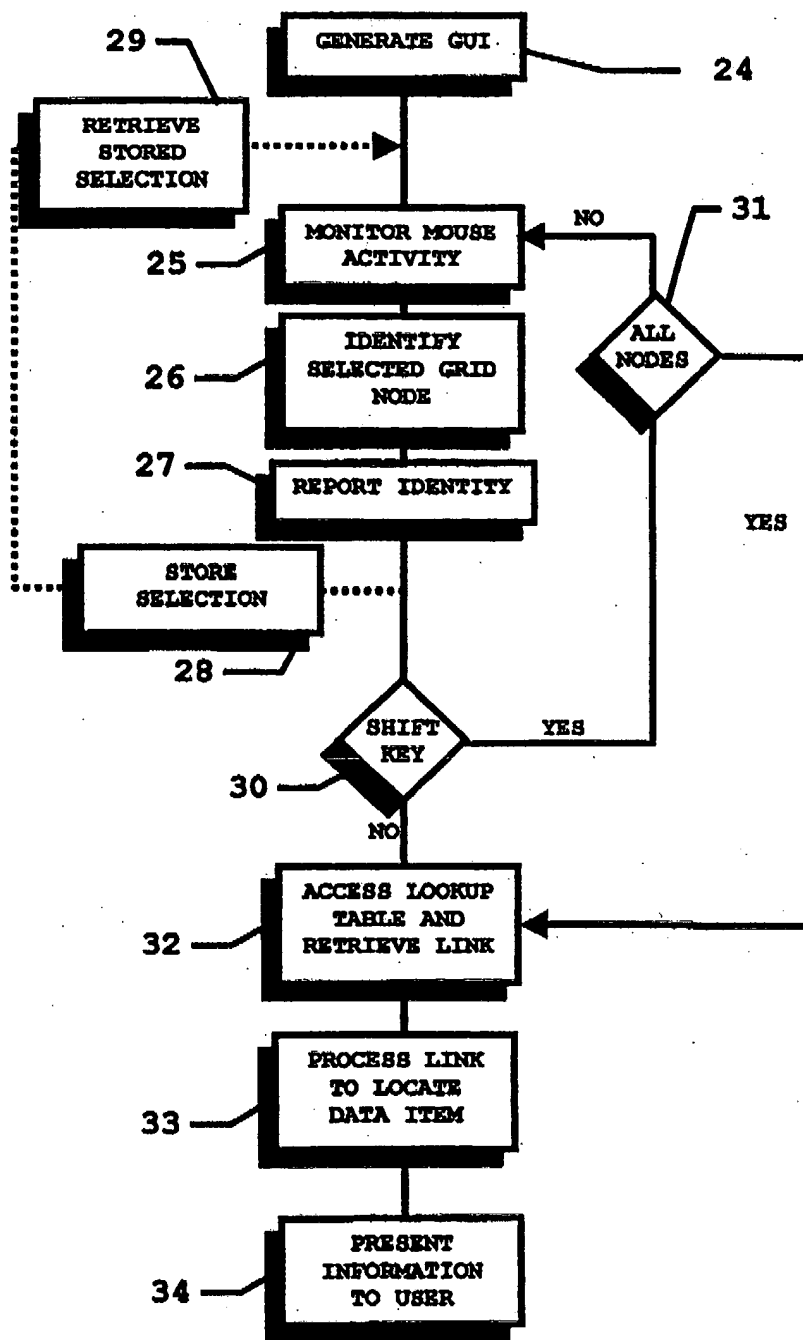 29
GENERATE GUI
24
RETRIEVE
STORED
SELECTION
31
NO
MONITOR MOUSE
ACTIVITY
25
ALL
NODES
IDENTIFY
SELECTED GRID
NODE
26
27
REPORT IDENTITY
YES
STORE
SELECTION
28
SHIFT
KEY
YES
30
NO
ACCESS LOOKUP
TABLE AND
RETRIEVE LINK
32
PROCESS LINK
TO LOCATE
DATA ITEM
33
PRESENT
INFORMATION
TO USER
34